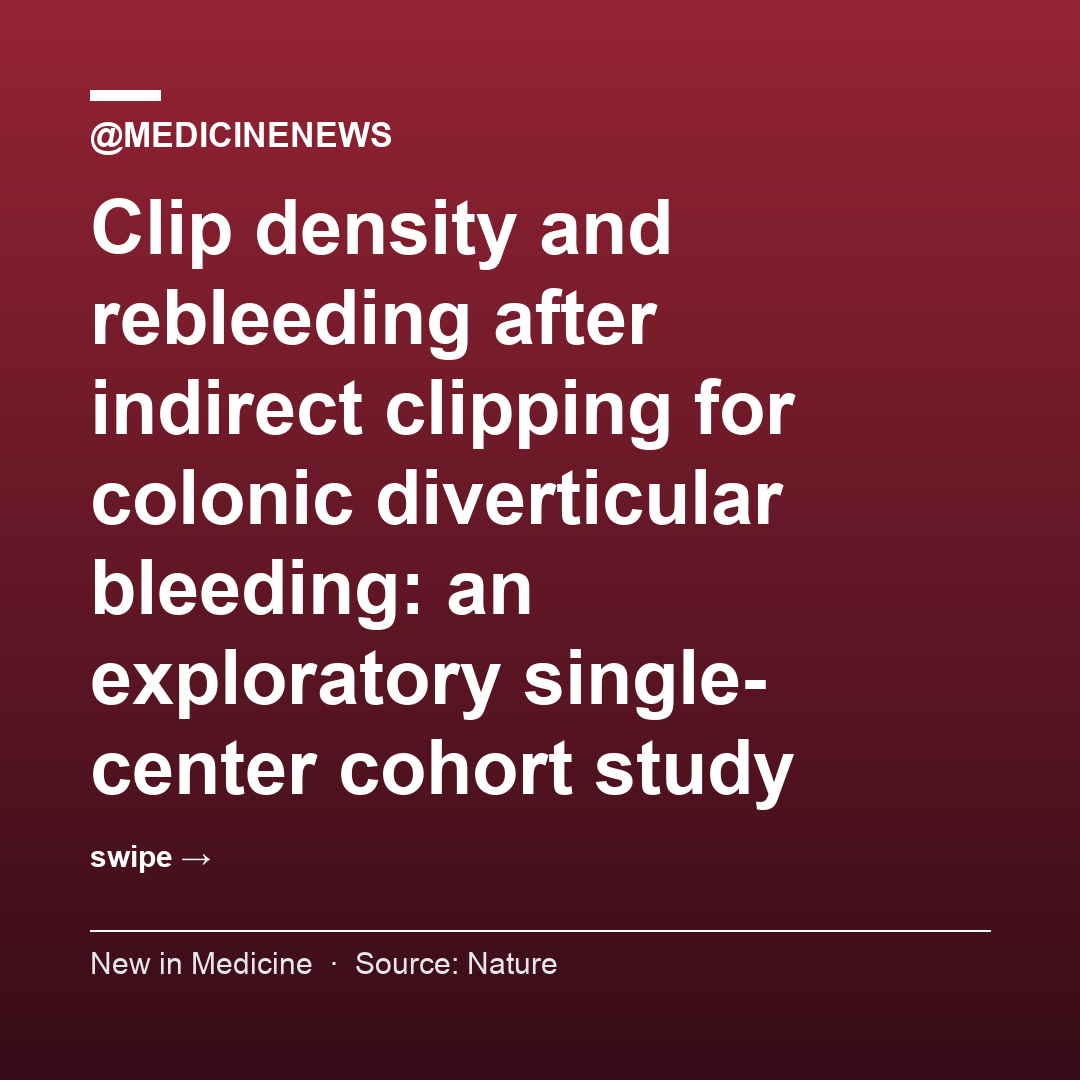 @MEDICINENEWS
Clip density and
rebleeding after
indirect clipping for
colonic diverticular
bleeding: an
exploratory single-
center cohort study
swipe →
New in Medicine · Source: Nature